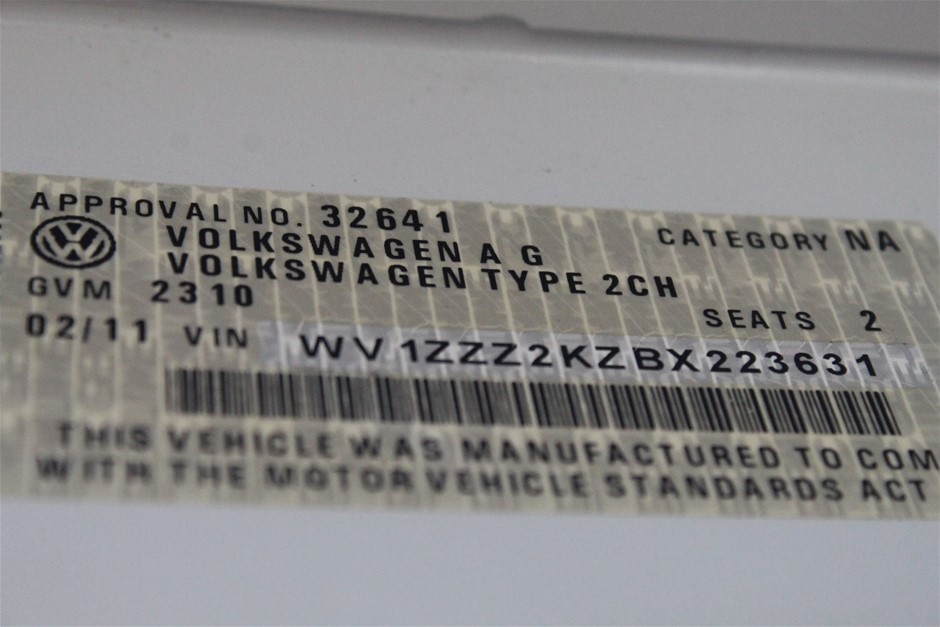 APPROVAL NO. 32641
VOLKSWAGEN A G CATEGORY NA
VOLKSWAGEN TYPE 2CH
GVM 2310
SEATS 2
02/11 VIN WV1ZZZ2KZBX223631
THIS VEHICLE WAS MANUFACTURED TO COM
WITH THE MOTOR VEHICLE STANDARDS ACT